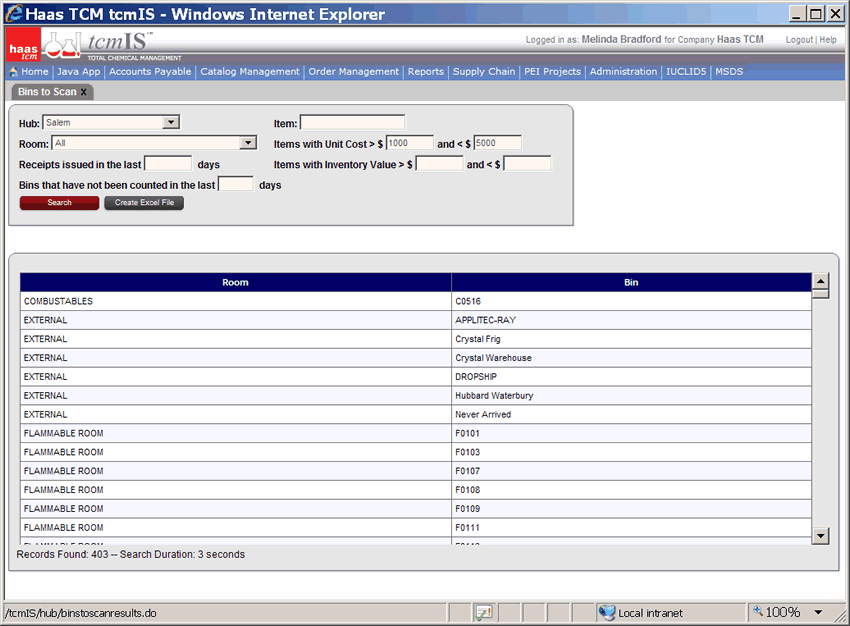 Haas TCM tcmIS - Windows Internet Explorer
haas tcm
tcmIS™
TOTAL CHEMICAL MANAGEMENT
Logged in as: Melinda Bradford for Company Haas TCM Logout | Help
Home | Java App | Accounts Payable | Catalog Management | Order Management | Reports | Supply Chain | PEI Projects | Administration | IUCLID5 | MSDS
Bins to Scan x
Hub: Salem Item:
Room: All Items with Unit Cost > $ 1000 and < $ 5000
Receipts issued in the last days Items with Inventory Value > $ and < $
Bins that have not been counted in the last days
Search Create Excel File
Room Bin
COMBUSTABLES C0516
EXTERNAL APPLITEC-RAY
EXTERNAL Crystal Frig
EXTERNAL Crystal Warehouse
EXTERNAL DROPSHIP
EXTERNAL Hubbard Waterbury
EXTERNAL Never Arrived
FLAMMABLE ROOM F0101
FLAMMABLE ROOM F0103
FLAMMABLE ROOM F0107
FLAMMABLE ROOM F0108
FLAMMABLE ROOM F0109
FLAMMABLE ROOM F0111
Records Found: 403 -- Search Duration: 3 seconds
/tcmIS/hub/binstoscanresults.do Local intranet 100%